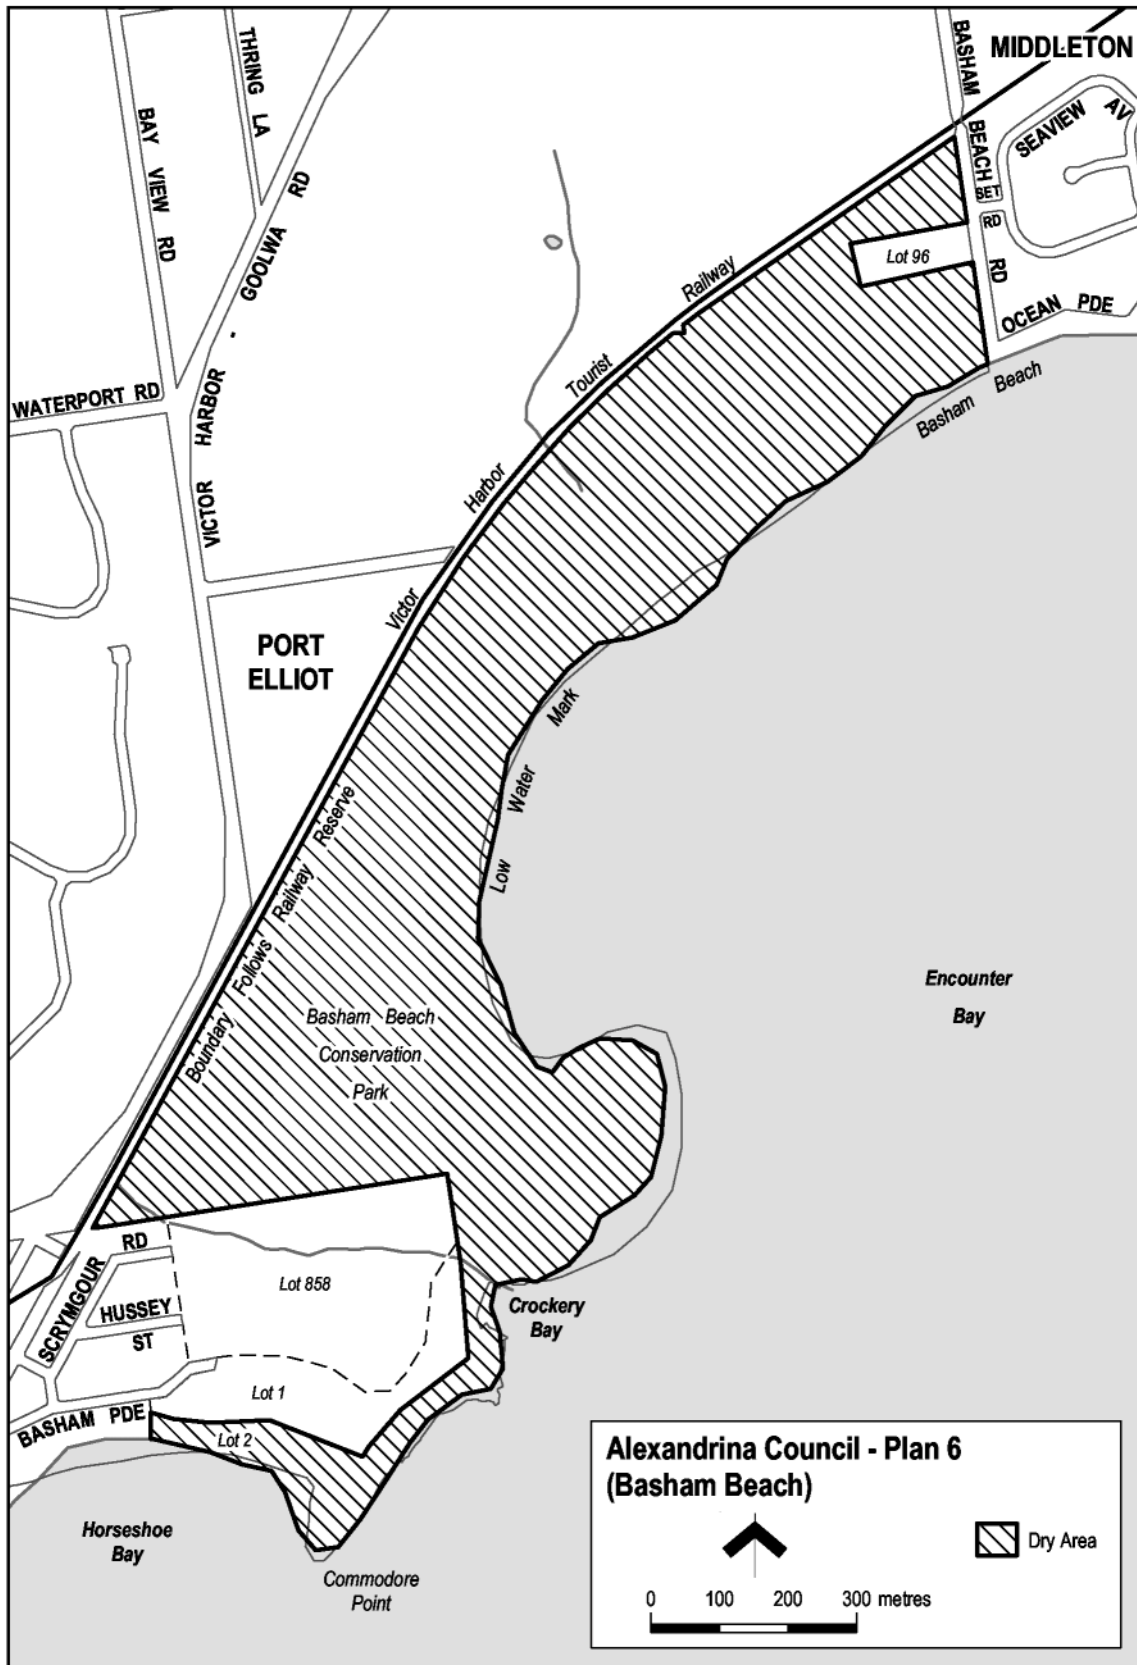 MIDDLETON
BASHAM BEACH RD
SEAVIEW AV
SET RD
OCEAN PDE
Lot 96
THRING LA
BAY VIEW RD
VICTOR HARBOR - GOOLWA RD
WATERPORT RD
Victor Harbor Tourist Railway
Basham Beach
PORT
ELLIOT
Low Water Mark
Boundary Follows Railway Reserve
Encounter
Bay
Basham Beach
Conservation
Park
SCRYMGOUR RD
HUSSEY
ST
Lot 858
Crockery
Bay
Lot 1
BASHAM PDE
Lot 2
Horseshoe
Bay
Commodore
Point
Alexandrina Council - Plan 6
(Basham Beach)
Dry Area
0 100 200 300 metres